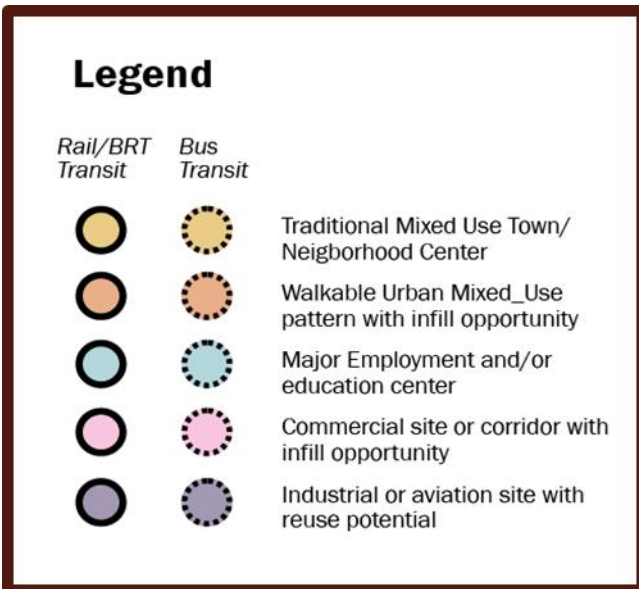 Legend
Rail/BRT Bus
Transit Transit
Traditional Mixed Use Town/
Neigborhood Center
Walkable Urban Mixed_Use
pattern with infill opportunity
Major Employment and/or
education center
Commercial site or corridor with
infill opportunity
Industrial or aviation site with
reuse potential